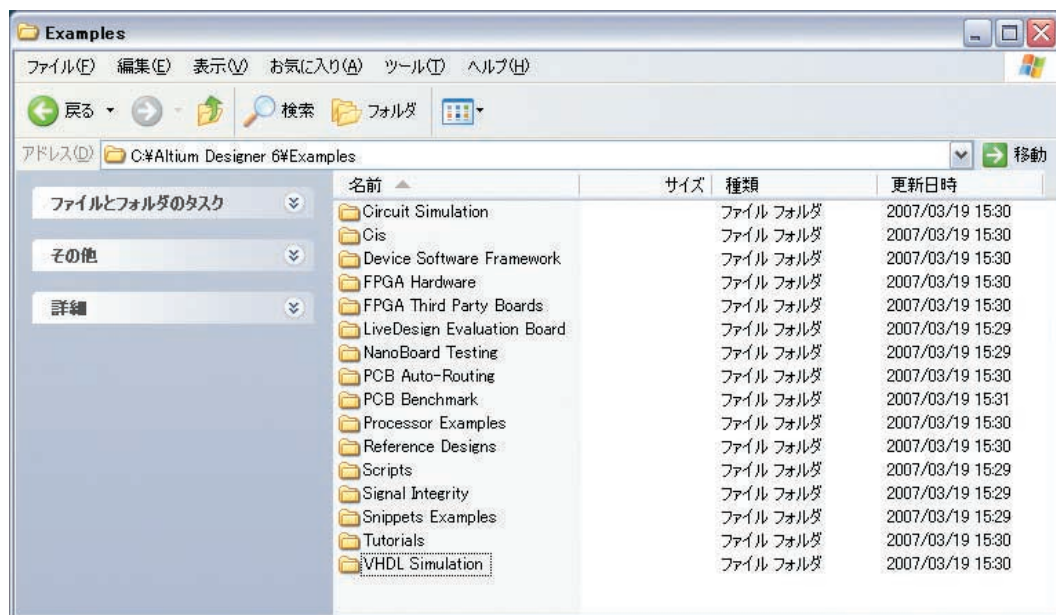 Examples
ファイル(F) 編集(E) 表示(V) お気に入り(A) ツール(T) ヘルプ(H)
戻る 検索 フォルダ
アドレス(D) C:¥Altium Designer 6¥Examples 移動
ファイルとフォルダのタスク
その他
詳細
名前 サイズ 種類 更新日時
Circuit Simulation ファイル フォルダ 2007/03/19 15:30
Cis ファイル フォルダ 2007/03/19 15:30
Device Software Framework ファイル フォルダ 2007/03/19 15:30
FPGA Hardware ファイル フォルダ 2007/03/19 15:30
FPGA Third Party Boards ファイル フォルダ 2007/03/19 15:30
LiveDesign Evaluation Board ファイル フォルダ 2007/03/19 15:29
NanoBoard Testing ファイル フォルダ 2007/03/19 15:29
PCB Auto-Routing ファイル フォルダ 2007/03/19 15:30
PCB Benchmark ファイル フォルダ 2007/03/19 15:31
Processor Examples ファイル フォルダ 2007/03/19 15:30
Reference Designs ファイル フォルダ 2007/03/19 15:30
Scripts ファイル フォルダ 2007/03/19 15:29
Signal Integrity ファイル フォルダ 2007/03/19 15:29
Snippets Examples ファイル フォルダ 2007/03/19 15:29
Tutorials ファイル フォルダ 2007/03/19 15:30
VHDL Simulation ファイル フォルダ 2007/03/19 15:30